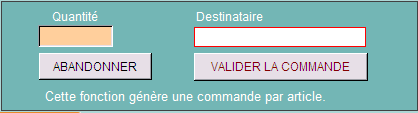 Quantité Destinataire
ABANDONNER VALIDER LA COMMANDE
Cette fonction génère une commande par article.